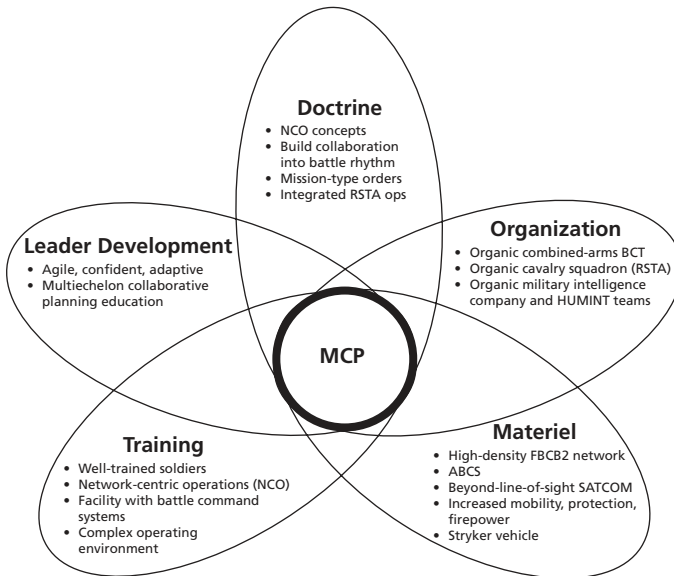 Doctrine
• NCO concepts
• Build collaboration
into battle rhythm
• Mission-type orders
• Integrated RSTA ops
Leader Development
• Agile, confident, adaptive
• Multiechelon collaborative
planning education
Organization
• Organic combined-arms BCT
• Organic cavalry squadron (RSTA)
• Organic military intelligence
company and HUMINT teams
MCP
Training
• Well-trained soldiers
• Network-centric operations (NCO)
• Facility with battle command
systems
• Complex operating
environment
Materiel
• High-density FBCB2 network
• ABCS
• Beyond-line-of-sight SATCOM
• Increased mobility, protection,
firepower
• Stryker vehicle